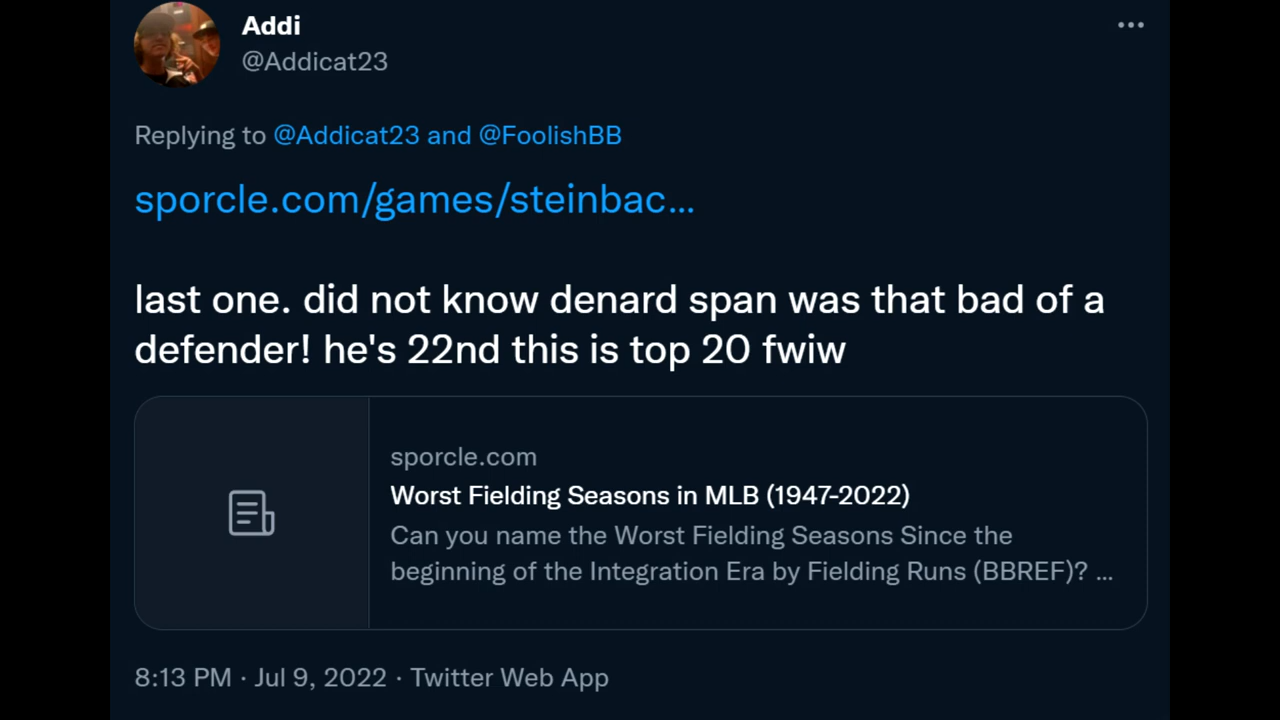 Addi
@Addicat23
Replying to @Addicat23 and @FoolishBB
sporcle.com/games/steinbac...
last one. did not know denard span was that bad of a
defender! he's 22nd this is top 20 fwiw
sporcle.com
Worst Fielding Seasons in MLB (1947-2022)
Can you name the Worst Fielding Seasons Since the
beginning of the Integration Era by Fielding Runs (BBREF)? ...
8:13 PM · Jul 9, 2022 · Twitter Web App